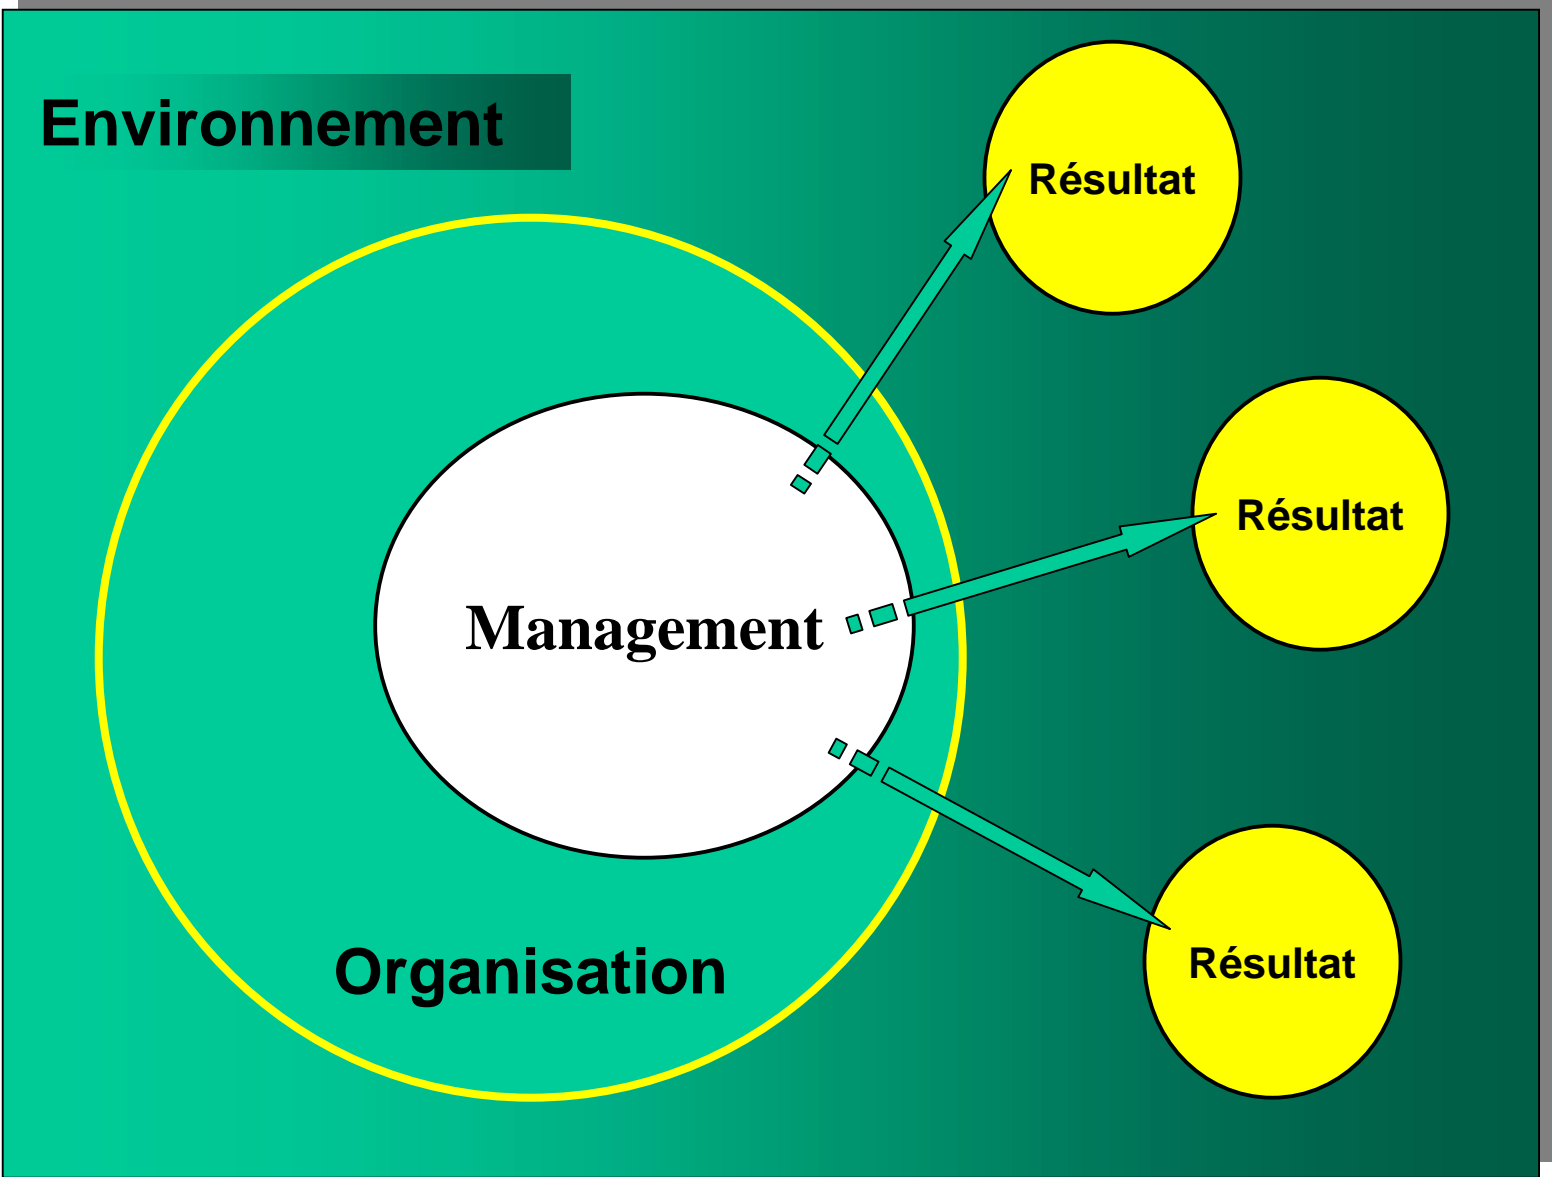 Environnement
Résultat
Résultat
Management
Résultat
Organisation